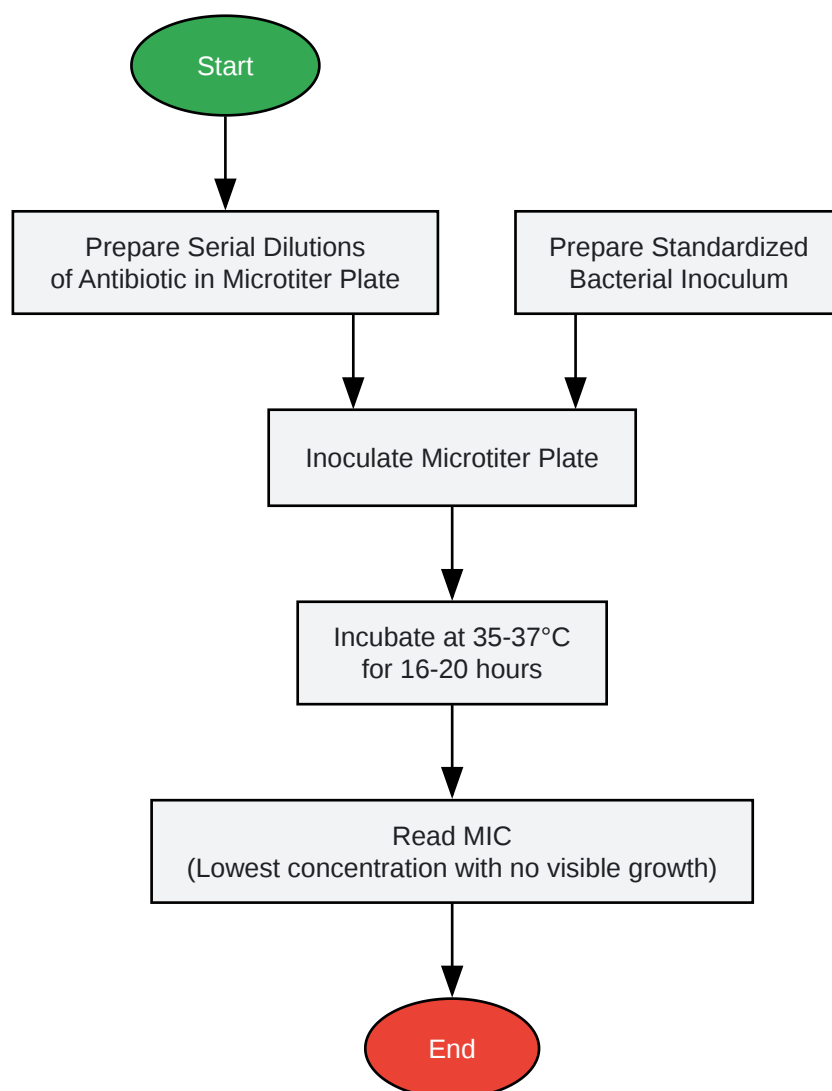 Start
Prepare Serial Dilutions
of Antibiotic in Microtiter Plate
Prepare Standardized
Bacterial Inoculum
Inoculate Microtiter Plate
Incubate at 35-37°C
for 16-20 hours
Read MIC
(Lowest concentration with no visible growth)
End